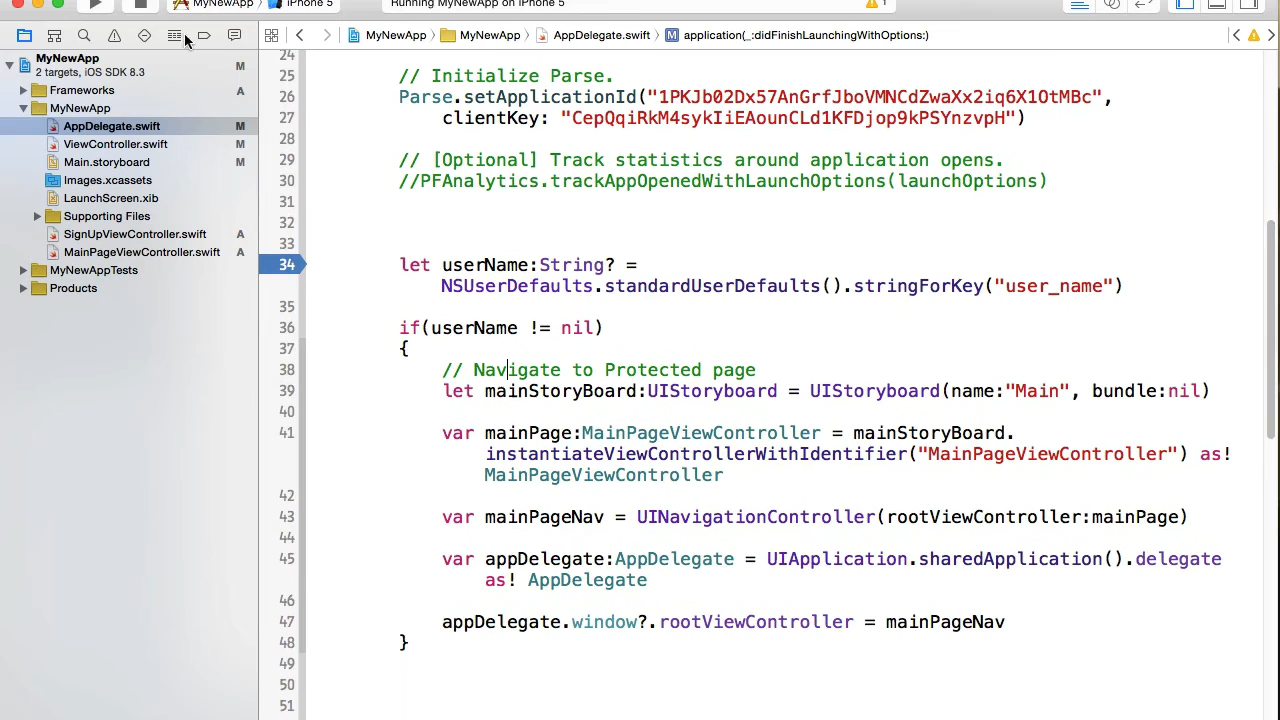 MyNewApp
iPhone 5
Running MyNewApp on iPhone 5
1
MyNewApp
MyNewApp
AppDelegate.swift
application(_:didFinishLaunchingWithOptions:)
MyNewApp
M
2 targets, iOS SDK 8.3
Frameworks
A
MyNewApp
AppDelegate.swift
M
ViewController.swift
M
Main.storyboard
M
Images.xcassets
LaunchScreen.xib
Supporting Files
SignUpViewController.swift
A
MainPageViewController.swift
A
MyNewAppTests
Products
24
25 // Initialize Parse.
26 Parse.setApplicationId("1PKJb02Dx57AnGrfJboVMNCdZwaXx2iq6X1OtMBc",
27 clientKey: "CepQqiRkM4sykIiEAounCLd1KFDjop9kPSYnzvpH")
28
29 // [Optional] Track statistics around application opens.
30 //PFAnalytics.trackAppOpenedWithLaunchOptions(launchOptions)
31
32
33
34 let userName:String? =
NSUserDefaults.standardUserDefaults().stringForKey("user_name")
35
36 if(userName != nil)
37 {
38 // Navigate to Protected page
39 let mainStoryBoard:UIStoryboard = UIStoryboard(name:"Main", bundle:nil)
40
41 var mainPage:MainPageViewController = mainStoryBoard.
instantiateViewControllerWithIdentifier("MainPageViewController") as!
MainPageViewController
42
43 var mainPageNav = UINavigationController(rootViewController:mainPage)
44
45 var appDelegate:AppDelegate = UIApplication.sharedApplication().delegate
as! AppDelegate
46
47 appDelegate.window?.rootViewController = mainPageNav
48 }
49
50
51